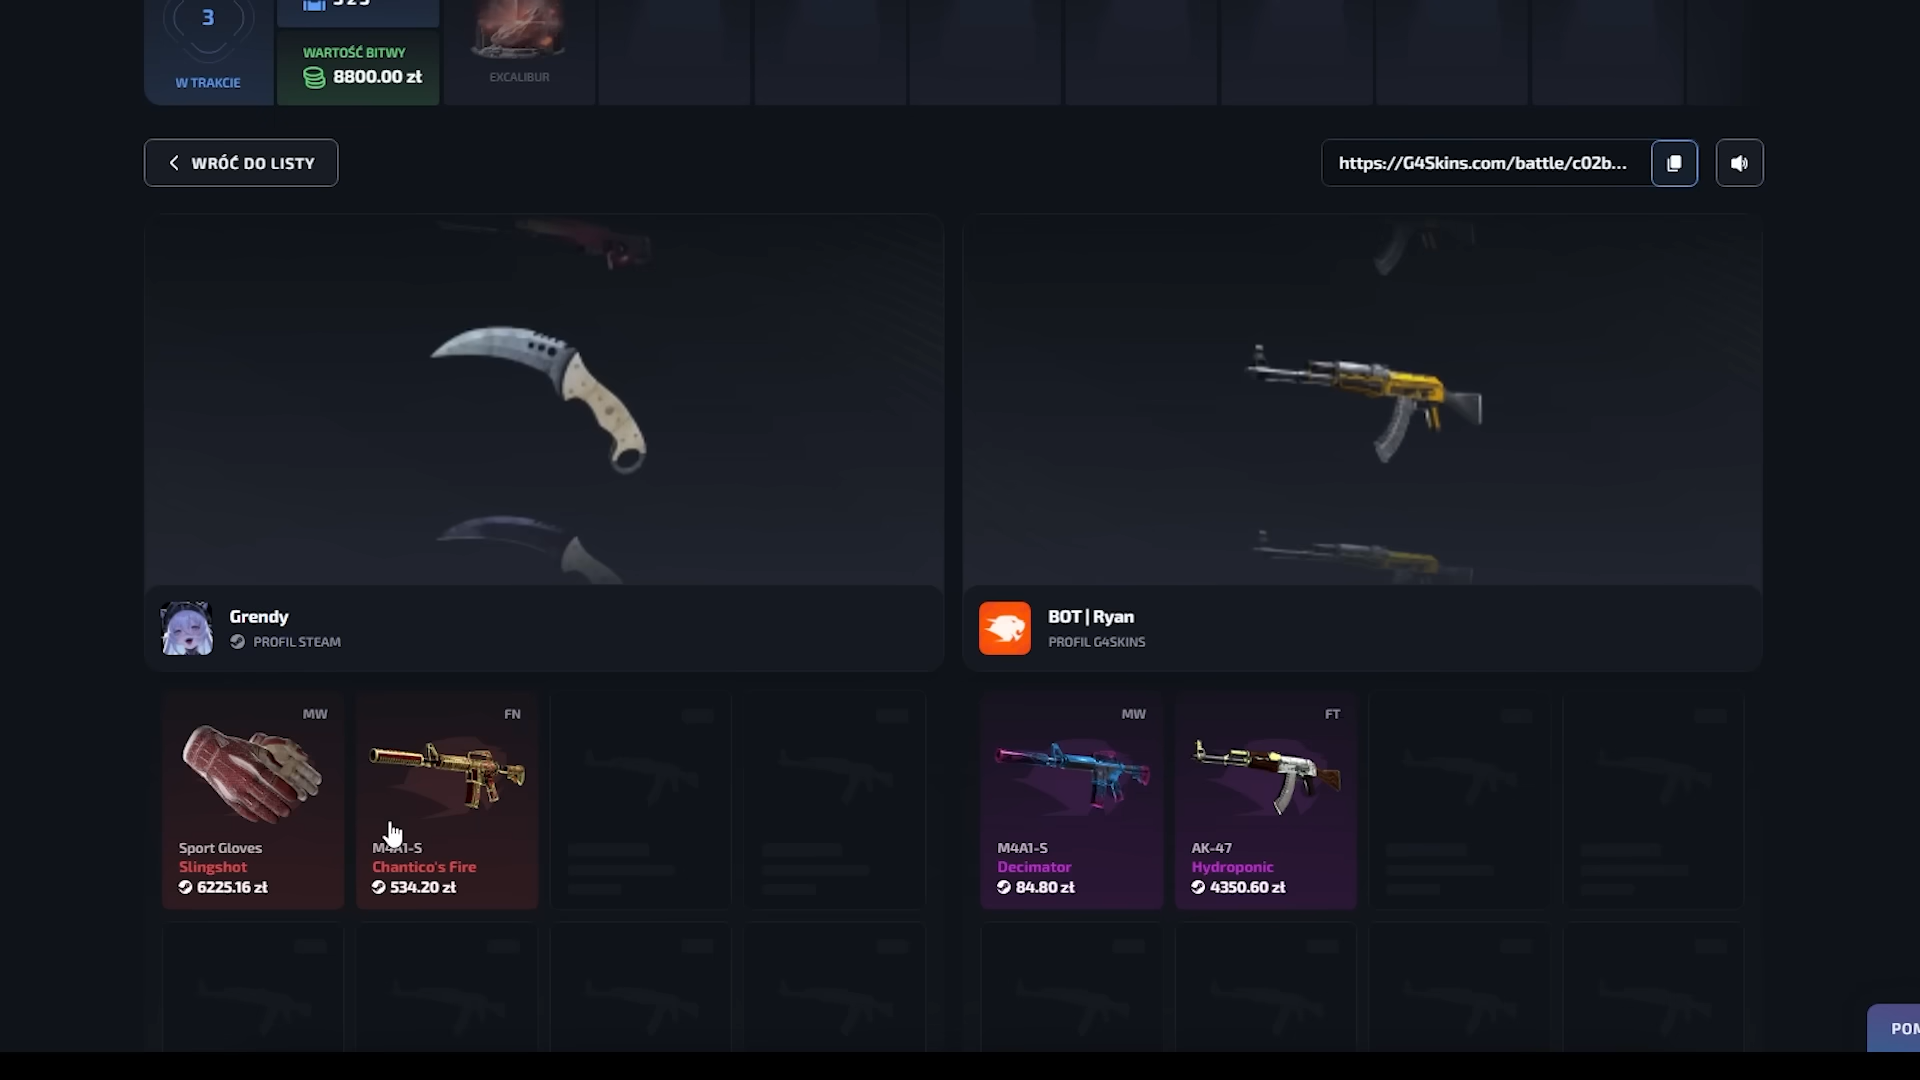 3
W TRAKCIE
WARTOŚĆ BITWY
8800.00 zł
EXCALIBUR
WRÓĆ DO LISTY
https://G4Skins.com/battle/c02b...
Grendy
PROFIL STEAM
BOT | Ryan
PROFIL G4SKINS
MW
Sport Gloves
Slingshot
6225.16 zł
FN
M4A1-S
Chantico's Fire
534.20 zł
MW
M4A1-S
Decimator
84.80 zł
FT
AK-47
Hydroponic
4350.60 zł